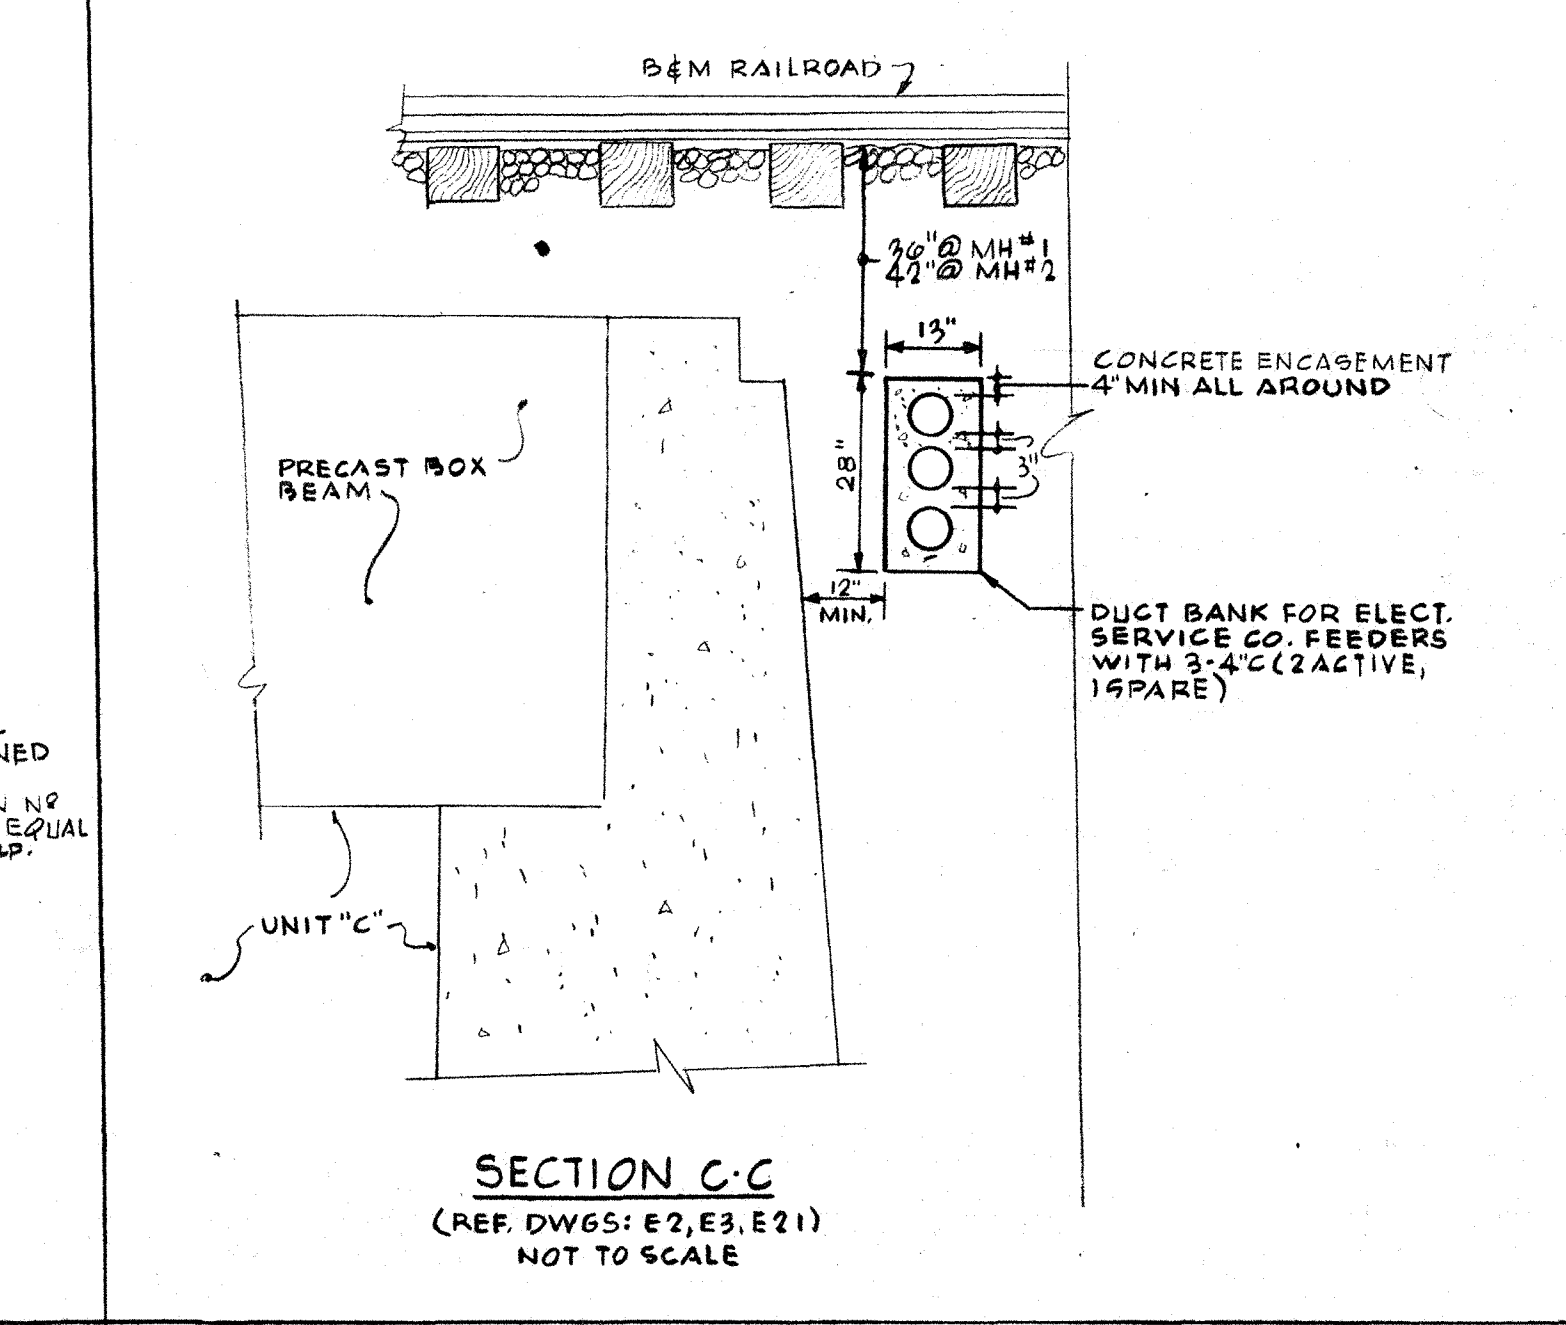 B&M RAILROAD
36"@ MH#1
42"@ MH#2
13"
CONCRETE ENCASEMENT
4" MIN ALL AROUND
28"
3"
PRECAST BOX
BEAM
12"
MIN.
DUCT BANK FOR ELECT.
SERVICE CO. FEEDERS
WITH 3-4"C (2 ACTIVE,
1 SPARE)
NED
N Nº
EQUAL
UNIT "C"
SECTION C-C
(REF. DWGS: E2, E3, E21)
NOT TO SCALE